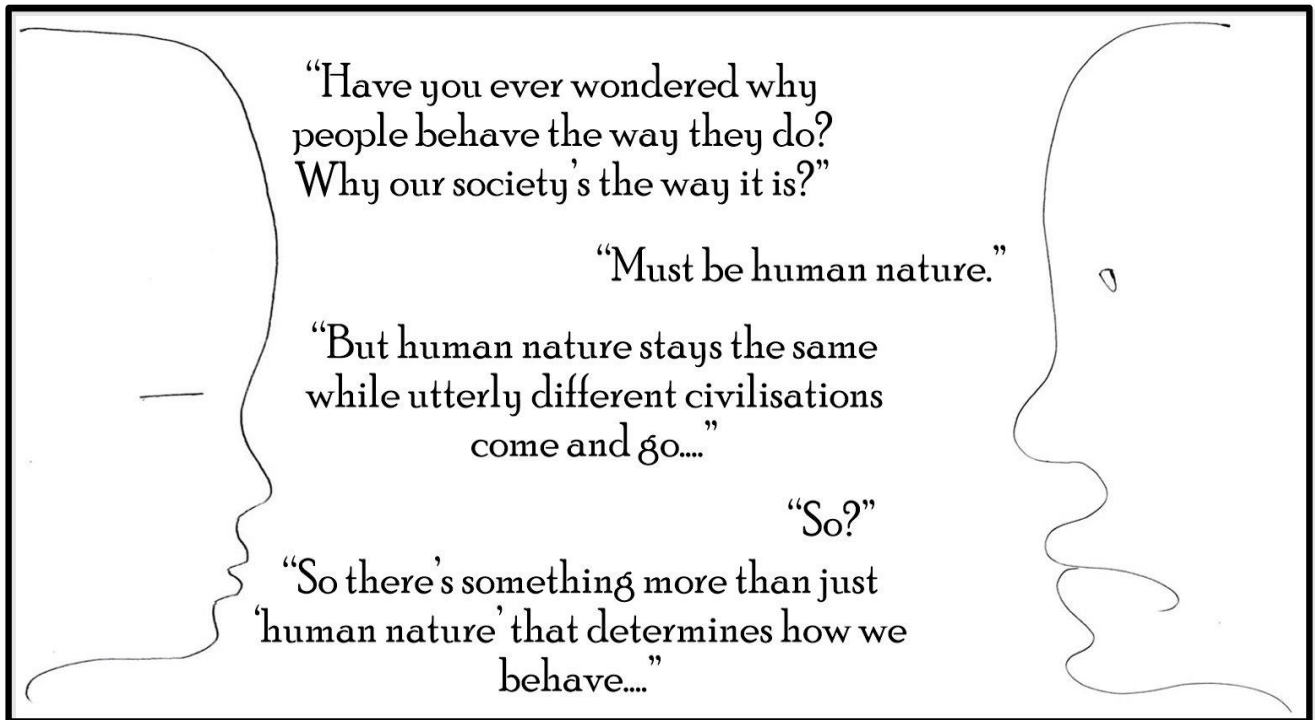 “Have you ever wondered why
people behave the way they do?
Why our society’s the way it is?”
“Must be human nature.”
“But human nature stays the same
while utterly different civilisations
come and go....”
“So?”
“So there’s something more than just
‘human nature’ that determines how we
behave....”